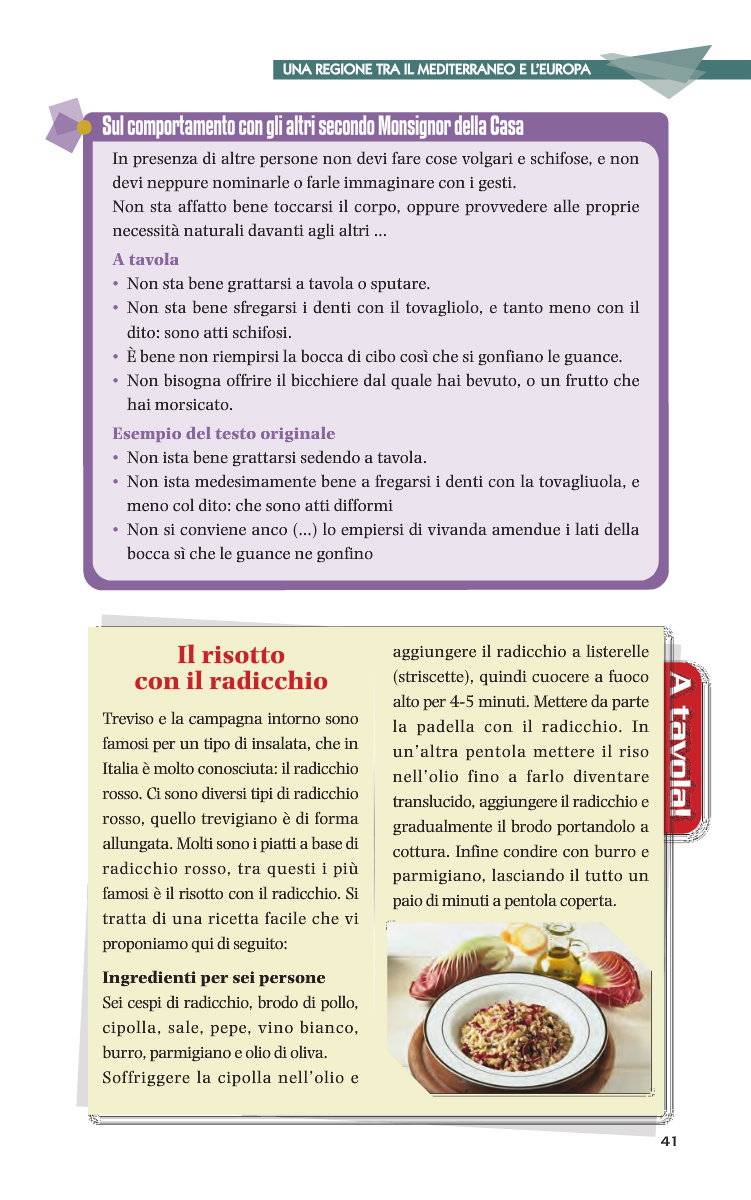 UNA REGIONE TRA IL MEDITERRANEO E L'EUROPA
Sul comportamento con gli altri secondo Monsignor della Casa
In presenza di altre persone non devi fare cose volgari e schifose, e non
devi neppure nominarle o farle immaginare con i gesti.
Non sta affatto bene toccarsi il corpo, oppure provvedere alle proprie
necessità naturali davanti agli altri ...
A tavola
• Non sta bene grattarsi a tavola o sputare.
• Non sta bene sfregarsi i denti con il tovagliolo, e tanto meno con il
dito: sono atti schifosi.
• È bene non riempirsi la bocca di cibo così che si gonfiano le guance.
• Non bisogna offrire il bicchiere dal quale hai bevuto, o un frutto che
hai morsicato.
Esempio del testo originale
• Non ista bene grattarsi sedendo a tavola.
• Non ista medesimamente bene a fregarsi i denti con la tovagliuola, e
meno col dito: che sono atti difformi
• Non si conviene anco (...) lo empiersi di vivanda amendue i lati della
bocca sì che le guance ne gonfino
Il risotto
con il radicchio
Treviso e la campagna intorno sono
famosi per un tipo di insalata, che in
Italia è molto conosciuta: il radicchio
rosso. Ci sono diversi tipi di radicchio
rosso, quello trevigiano è di forma
allungata. Molti sono i piatti a base di
radicchio rosso, tra questi i più
famosi è il risotto con il radicchio. Si
tratta di una ricetta facile che vi
proponiamo qui di seguito:
Ingredienti per sei persone
Sei cespi di radicchio, brodo di pollo,
cipolla, sale, pepe, vino bianco,
burro, parmigiano e olio di oliva.
Soffriggere la cipolla nell'olio e
aggiungere il radicchio a listerelle
(striscette), quindi cuocere a fuoco
alto per 4-5 minuti. Mettere da parte
la padella con il radicchio. In
un'altra pentola mettere il riso
nell'olio fino a farlo diventare
translucido, aggiungere il radicchio e
gradualmente il brodo portandolo a
cottura. Infine condire con burro e
parmigiano, lasciando il tutto un
paio di minuti a pentola coperta.
A tavola!
41